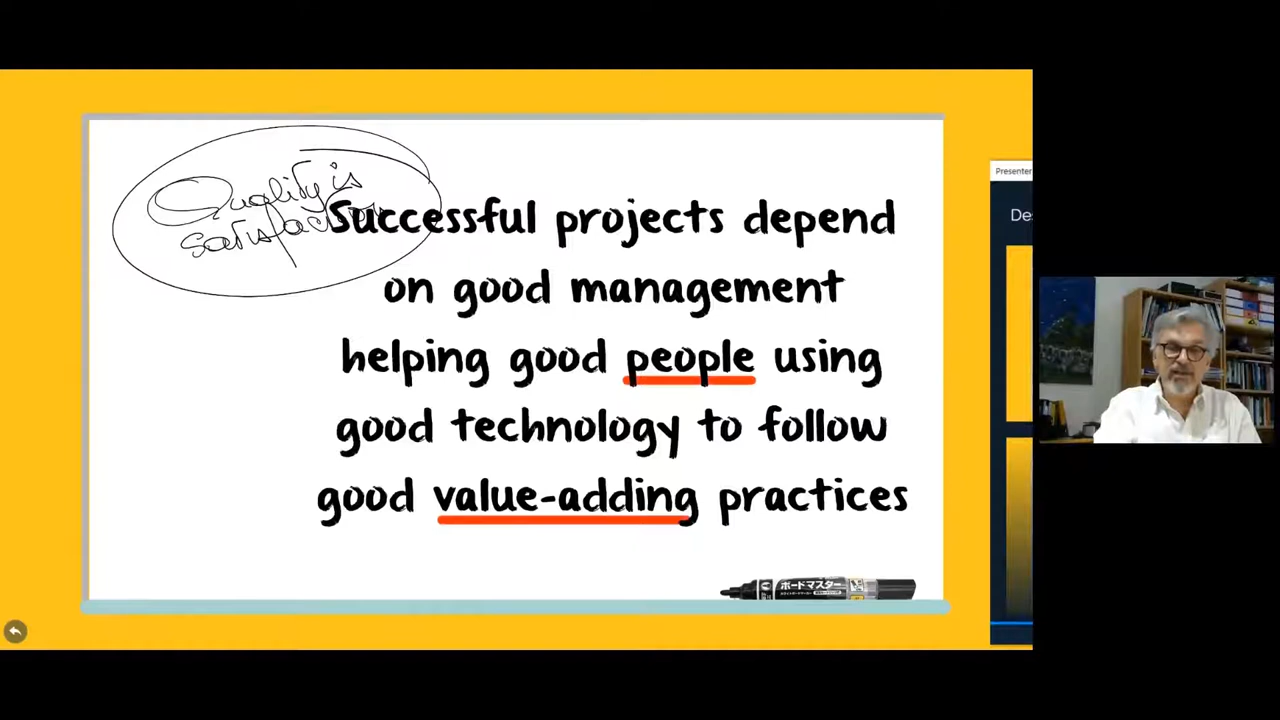 Quality is
satisfaction
Successful projects depend
on good management
helping good people using
good technology to follow
good value-adding practices
ボードマスター
Presenter
Des